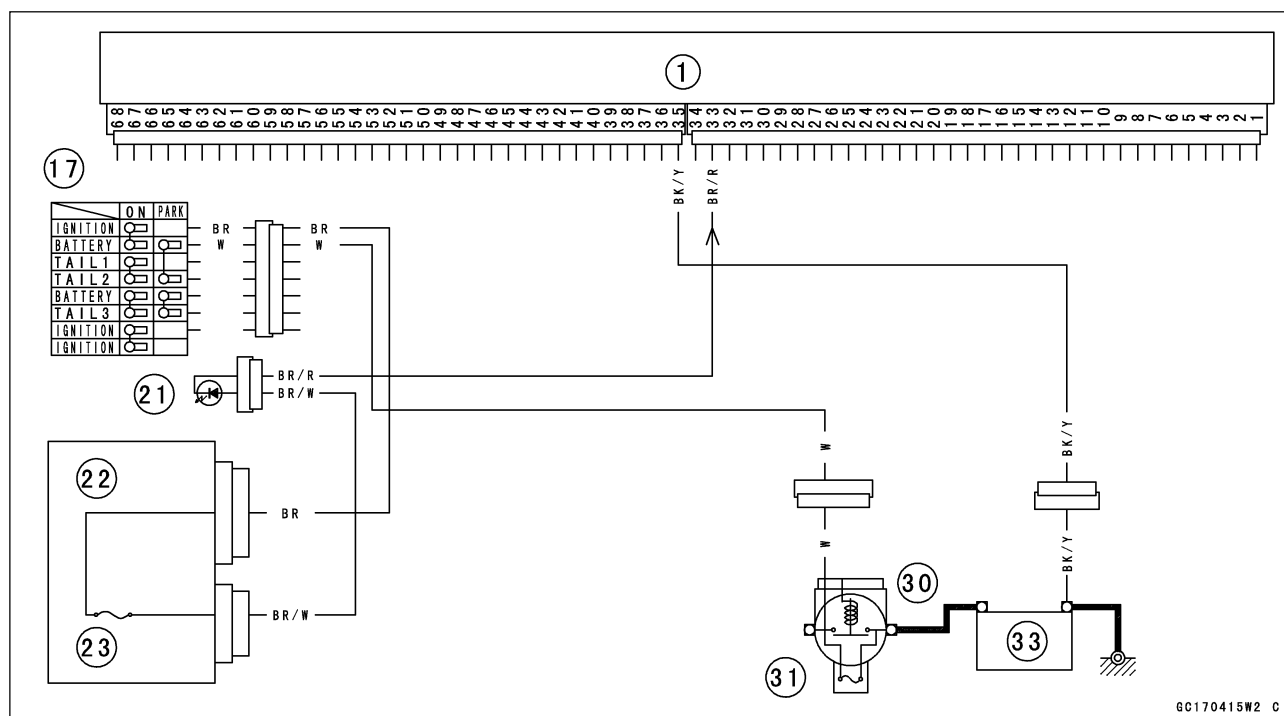 1
68 67 66 65 64 63 62 61 60 59 58 57 56 55 54 53 52 51 50 49 48 47 46 45 44 43 42 41 40 39 38 37 36 35 34 33 32 31 30 29 28 27 26 25 24 23 22 21 20 19 18 17 16 15 14 13 12 11 10 9 8 7 6 5 4 3 2 1
BK/Y
BR/R
17
ON PARK
IGNITION
BATTERY
TAIL1
TAIL2
BATTERY
TAIL3
IGNITION
IGNITION
BR BR
W W
21
BR/R
BR/W
22
BR
23
BR/W
W
W
BK/Y
BK/Y
30
31
33
GC170415W2 C